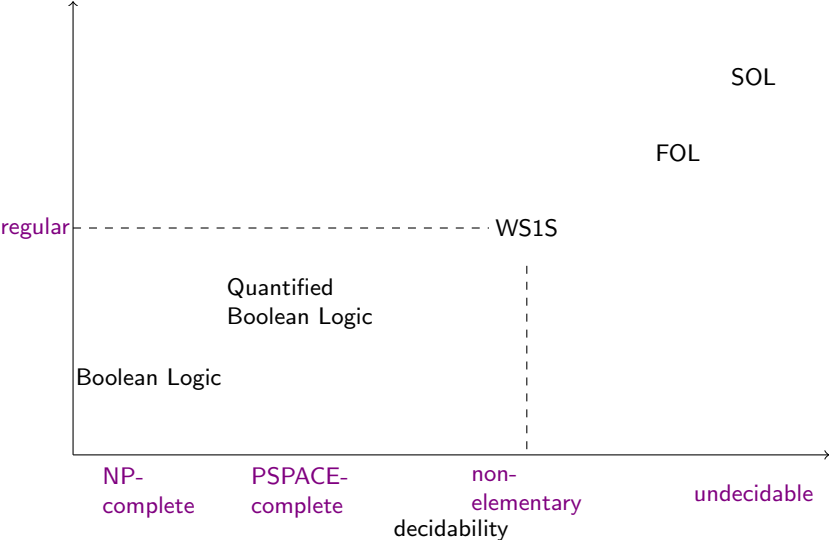 SOL
FOL
regular
WS1S
Quantified
Boolean Logic
Boolean Logic
NP-
complete
PSPACE-
complete
non-
elementary
undecidable
decidability